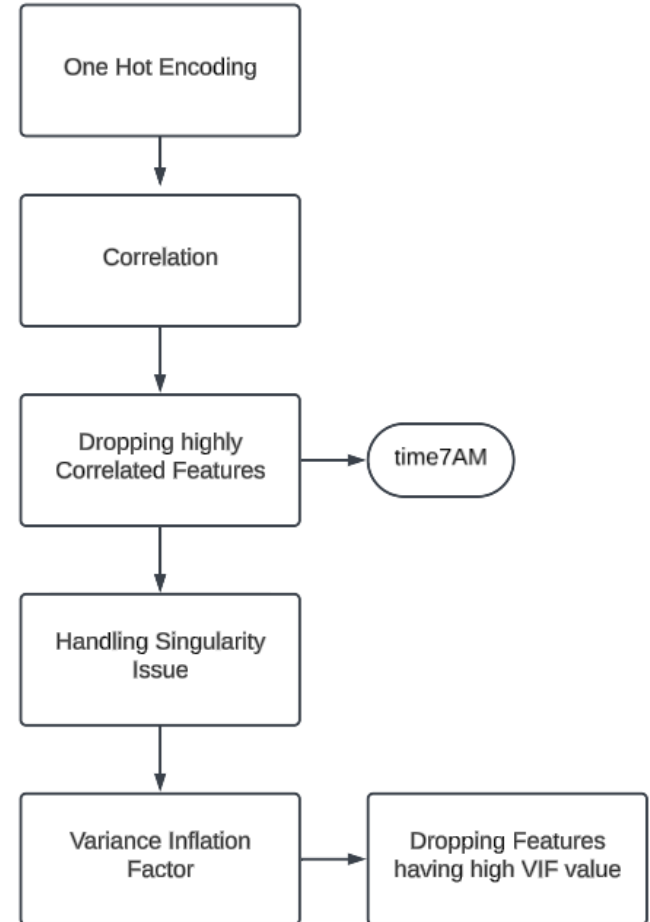 One Hot Encoding
Correlation
Dropping highly
Correlated Features
time7AM
Handling Singularity
Issue
Variance Inflation
Factor
Dropping Features
having high VIF value